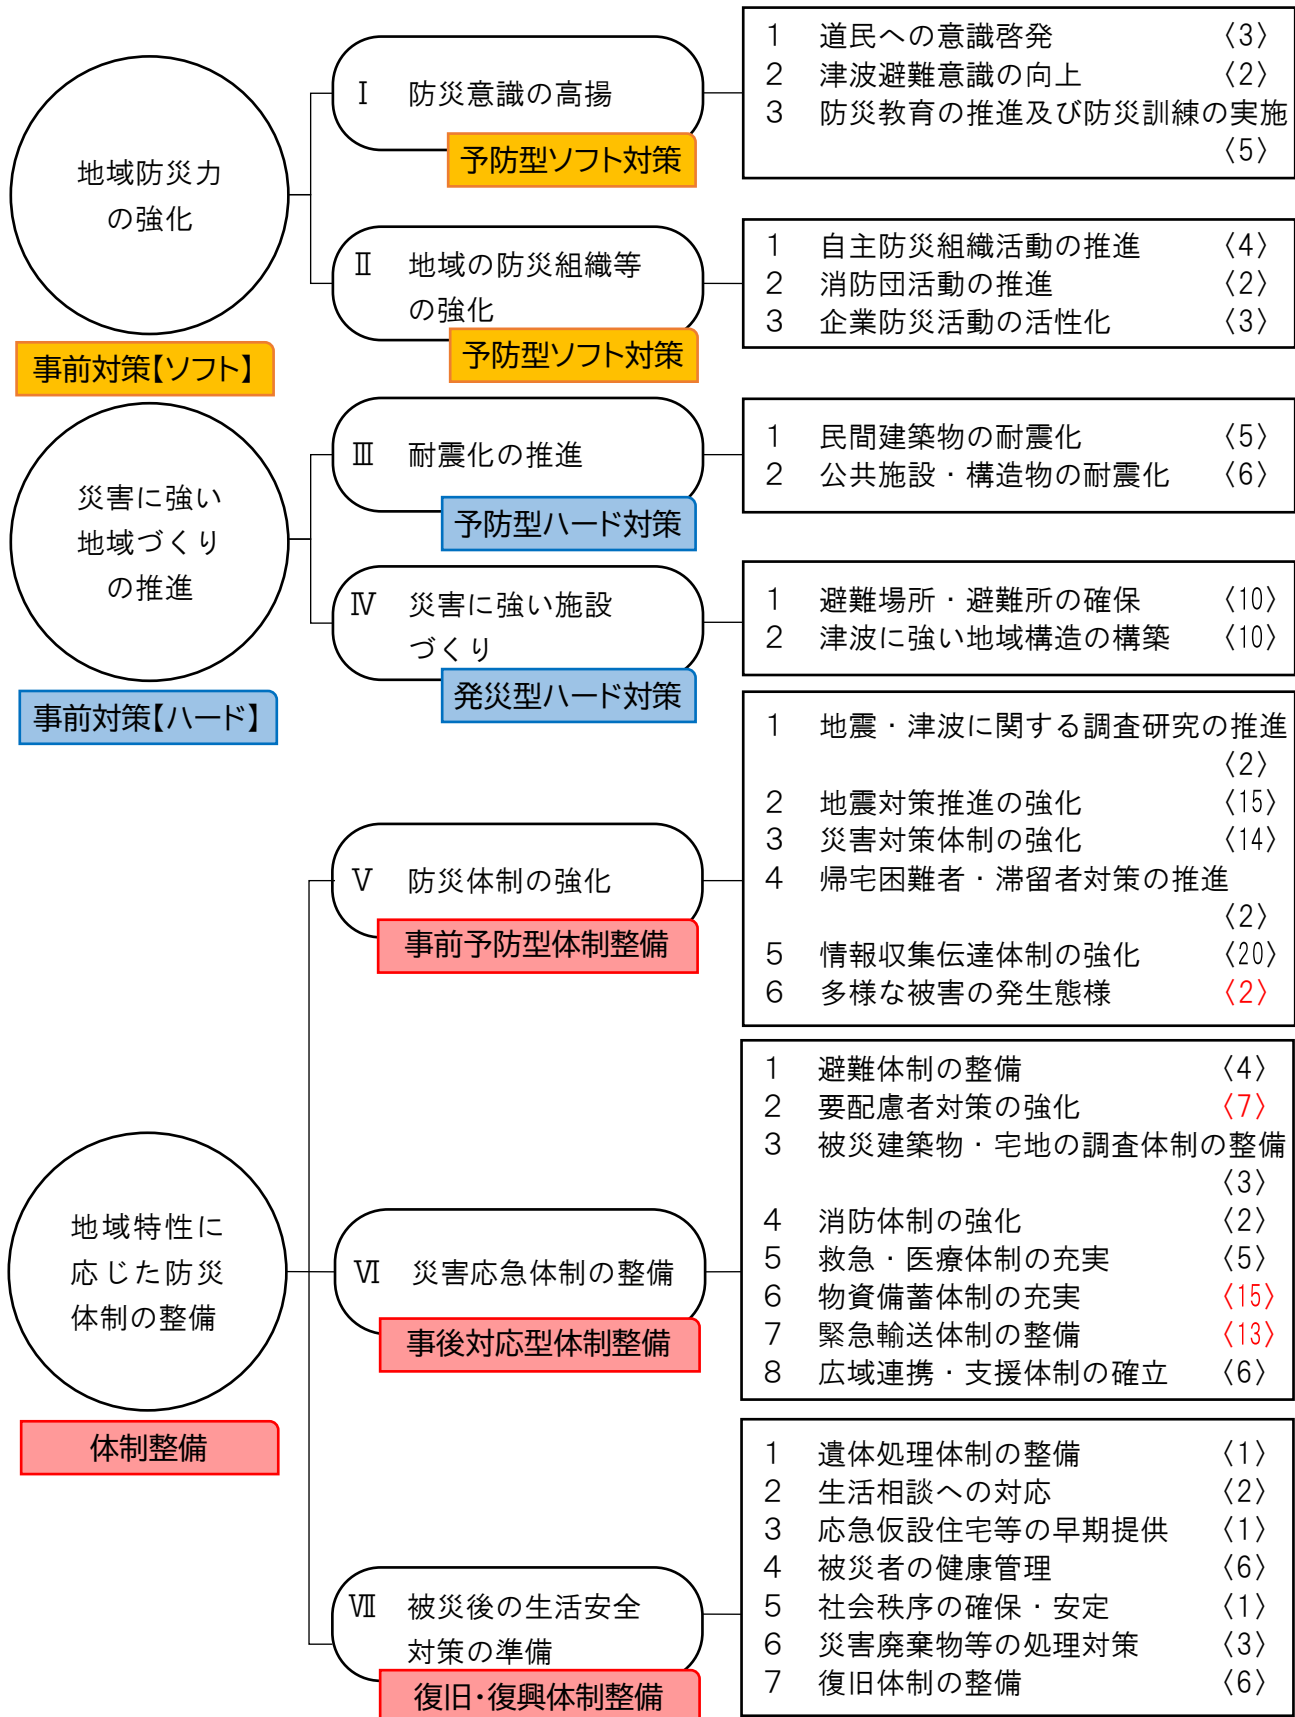 地域防災力
の強化
事前対策【ソフト】
Ⅰ 防災意識の高揚
予防型ソフト対策
1 道民への意識啓発 〈3〉
2 津波避難意識の向上 〈2〉
3 防災教育の推進及び防災訓練の実施
〈5〉
Ⅱ 地域の防災組織等
の強化
予防型ソフト対策
1 自主防災組織活動の推進 〈4〉
2 消防団活動の推進 〈2〉
3 企業防災活動の活性化 〈3〉
災害に強い
地域づくり
の推進
事前対策【ハード】
Ⅲ 耐震化の推進
予防型ハード対策
1 民間建築物の耐震化 〈5〉
2 公共施設・構造物の耐震化 〈6〉
Ⅳ 災害に強い施設
づくり
発災型ハード対策
1 避難場所・避難所の確保 〈10〉
2 津波に強い地域構造の構築 〈10〉
地域特性に
応じた防災
体制の整備
体制整備
Ⅴ 防災体制の強化
事前予防型体制整備
1 地震・津波に関する調査研究の推進
〈2〉
2 地震対策推進の強化 〈15〉
3 災害対策体制の強化 〈14〉
4 帰宅困難者・滞留者対策の推進
〈2〉
5 情報収集伝達体制の強化 〈20〉
6 多様な被害の発生態様 〈2〉
Ⅵ 災害応急体制の整備
事後対応型体制整備
1 避難体制の整備 〈4〉
2 要配慮者対策の強化 〈7〉
3 被災建築物・宅地の調査体制の整備
〈3〉
4 消防体制の強化 〈2〉
5 救急・医療体制の充実 〈5〉
6 物資備蓄体制の充実 〈15〉
7 緊急輸送体制の整備 〈13〉
8 広域連携・支援体制の確立 〈6〉
Ⅶ 被災後の生活安全
対策の準備
復旧・復興体制整備
1 遺体処理体制の整備 〈1〉
2 生活相談への対応 〈2〉
3 応急仮設住宅等の早期提供 〈1〉
4 被災者の健康管理 〈6〉
5 社会秩序の確保・安定 〈1〉
6 災害廃棄物等の処理対策 〈3〉
7 復旧体制の整備 〈6〉